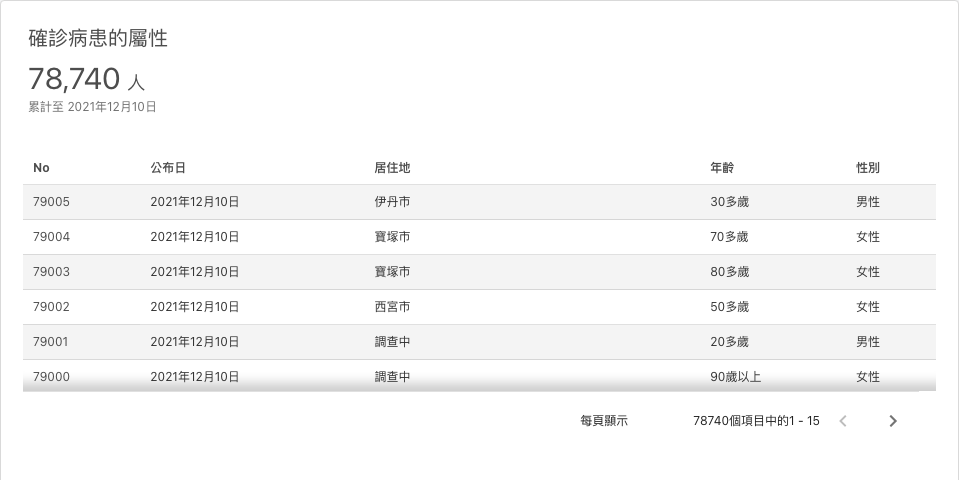 確診病患的屬性
78,740 人
累計至 2021年12月10日
No 公布日 居住地 年齡 性別
79005 2021年12月10日 伊丹市 30多歲 男性
79004 2021年12月10日 寶塚市 70多歲 女性
79003 2021年12月10日 寶塚市 80多歲 女性
79002 2021年12月10日 西宮市 50多歲 女性
79001 2021年12月10日 調查中 20多歲 男性
79000 2021年12月10日 調查中 90歲以上 女性
每頁顯示 78740個項目中的1 - 15